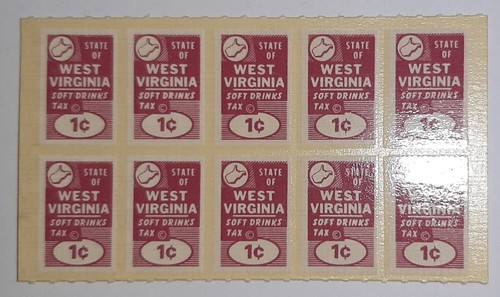 STATE STATE STATE STATE STATE
OF OF OF OF OF
WEST WEST WEST WEST WEST
VIRGINIA VIRGINIA VIRGINIA VIRGINIA VIRGINIA
SOFT DRINKS SOFT DRINKS SOFT DRINKS SOFT DRINKS SOFT DRINKS
TAX © TAX © TAX © TAX © TAX ©
1¢ 1¢ 1¢ 1¢ 1¢
STATE STATE STATE STATE
OF OF OF OF
WEST WEST WEST WEST WEST
VIRGINIA VIRGINIA VIRGINIA VIRGINIA VIRGINIA
SOFT DRINKS SOFT DRINKS SOFT DRINKS SOFT DRINKS SOFT DRINKS
TAX © TAX © TAX © TAX © TAX ©
1¢ 1¢ 1¢ 1¢ 1¢